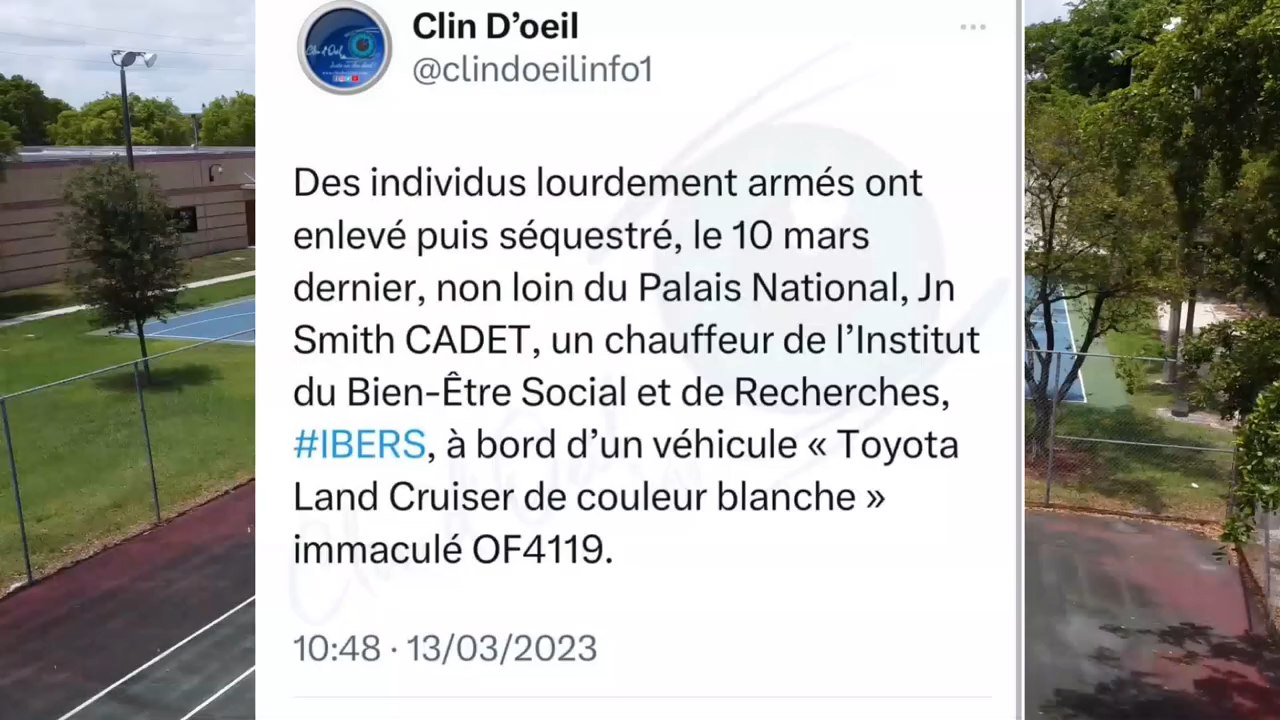 Clin D’oeil
@clindoeilinfo1
Des individus lourdement armés ont
enlevé puis séquestré, le 10 mars
dernier, non loin du Palais National, Jn
Smith CADET, un chauffeur de l’Institut
du Bien-Être Social et de Recherches,
#IBERS, à bord d’un véhicule « Toyota
Land Cruiser de couleur blanche »
immaculé OF4119.
10:48 · 13/03/2023